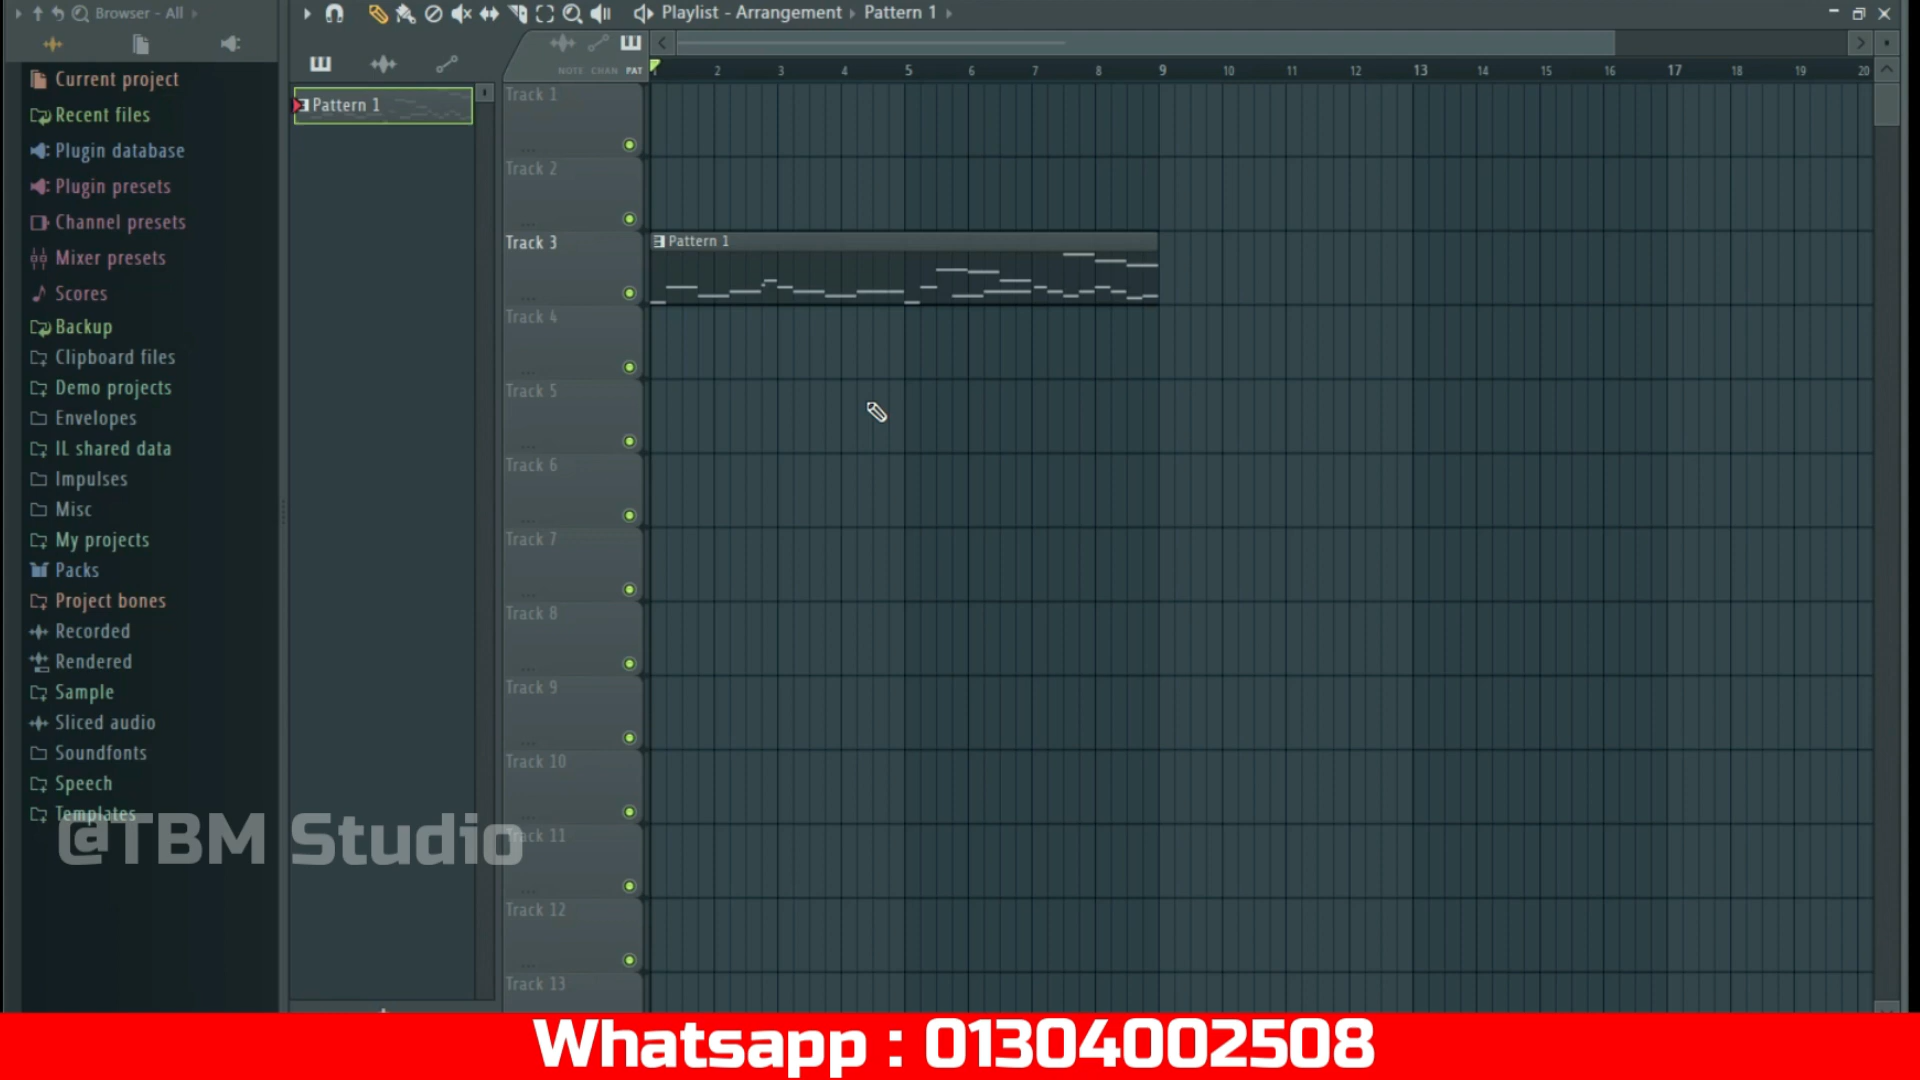 Browser - All
Playlist - Arrangement Pattern 1
NOTE CHAN PAT
1 2 3 4 5 6 7 8 9 10 11 12 13 14 15 16 17 18 19 20
Current project
Recent files
Plugin database
Plugin presets
Channel presets
Mixer presets
Scores
Backup
Clipboard files
Demo projects
Envelopes
IL shared data
Impulses
Misc
My projects
Packs
Project bones
Recorded
Rendered
Sample
Sliced audio
Soundfonts
Speech
Templates
Pattern 1
Track 1
Track 2
Track 3
Pattern 1
Track 4
Track 5
Track 6
Track 7
Track 8
Track 9
Track 10
Track 11
Track 12
Track 13
@TBM Studio
Whatsapp : 01304002508